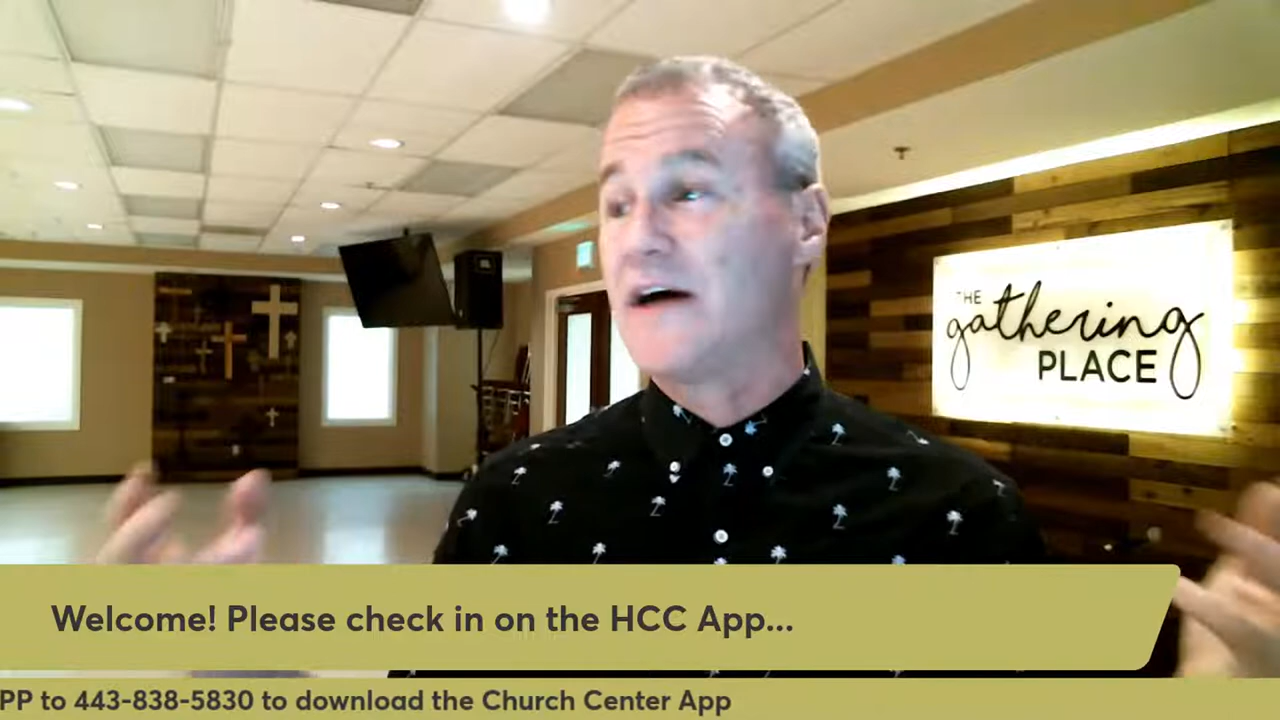 THE
gathering
PLACE
Welcome! Please check in on the HCC App...
PP to 443-838-5830 to download the Church Center App